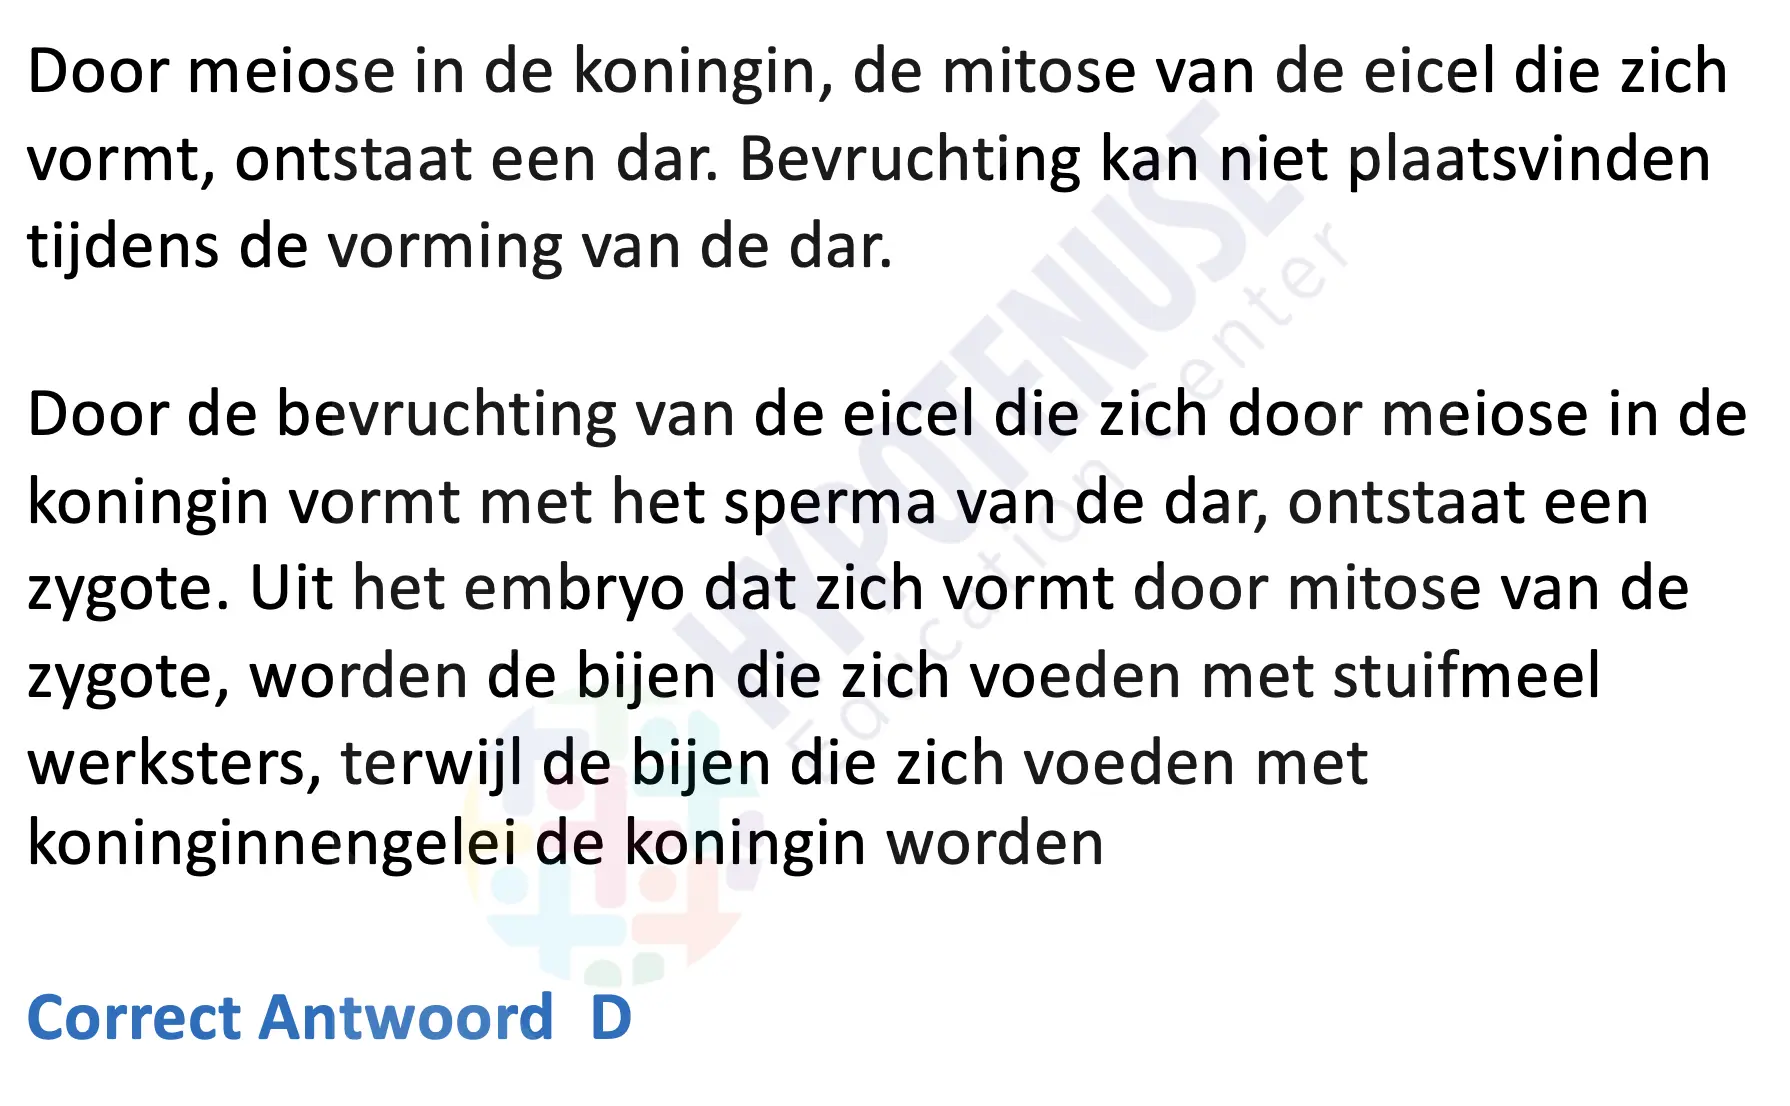 Door meiose in de koningin, de mitose van de eicel die zich
vormt, ontstaat een dar. Bevruchting kan niet plaatsvinden
tijdens de vorming van de dar.
Door de bevruchting van de eicel die zich door meiose in de
koningin vormt met het sperma van de dar, ontstaat een
zygote. Uit het embryo dat zich vormt door mitose van de
zygote, worden de bijen die zich voeden met stuifmeel
werksters, terwijl de bijen die zich voeden met
koninginnengelei de koningin worden
Correct Antwoord D
HYPOTENUSE
Education Center